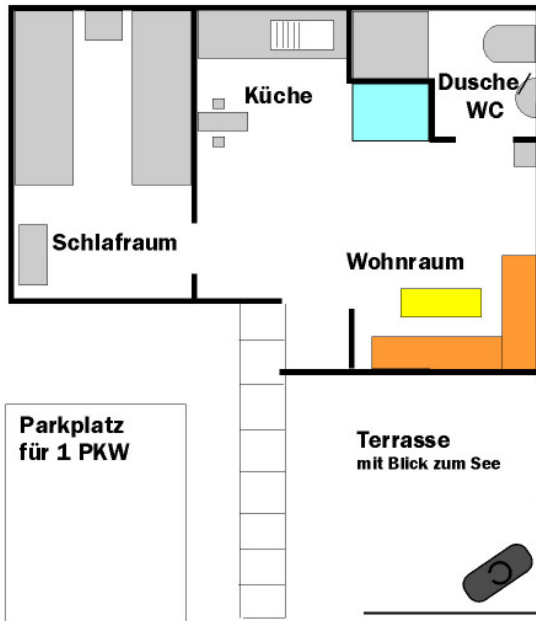 Küche
Dusche/
WC
Schlafraum
Wohnraum
Parkplatz
für 1 PKW
Terrasse
mit Blick zum See